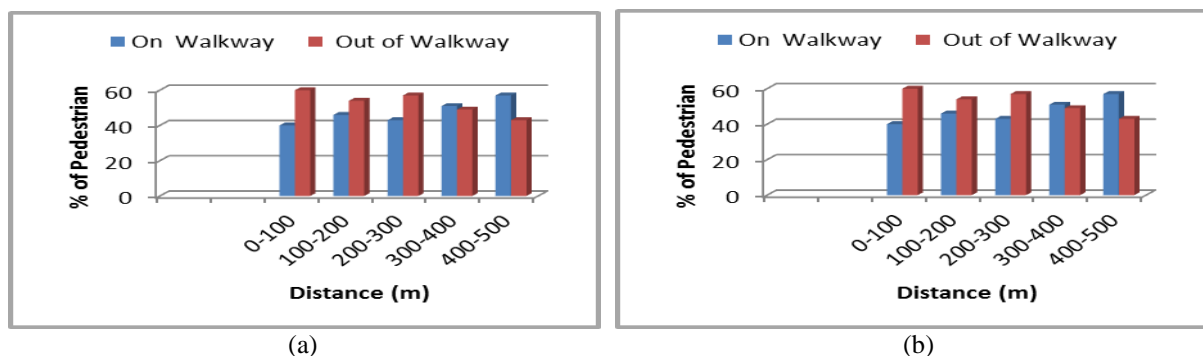 On Walkway Out of Walkway
60
40
20
0
% of Pedestrian
0-100 100-200 200-300 300-400 400-500
Distance (m)
(a)
On Walkway Out of Walkway
60
40
20
0
% of Pedestrian
0-100 100-200 200-300 300-400 400-500
Distance (m)
(b)